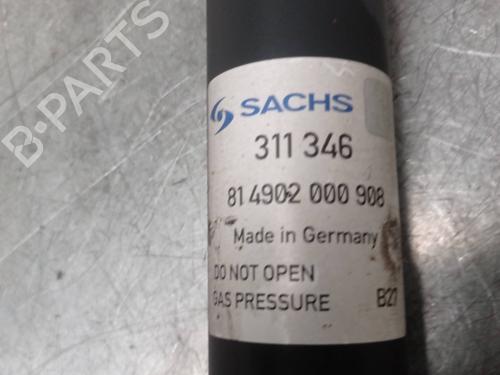 B-PARTS
SACHS
311 346
81 4902 000 908
Made in Germany
DO NOT OPEN
GAS PRESSURE B27